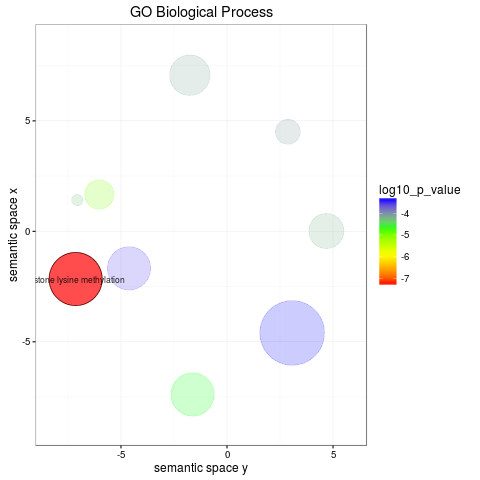 GO Biological Process
semantic space x
5
0
-5
stone lysine methylation
-5
0
5
semantic space y
log10_p_value
-4
-5
-6
-7